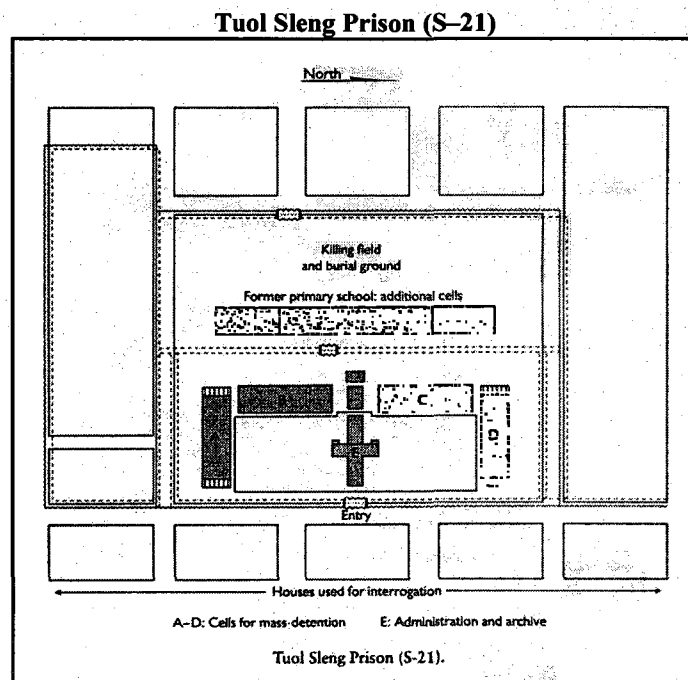 Tuol Sleng Prison (S–21)
North
Killing field
and burial ground
Former primary school: additional cells
B
C
A
D
E
Entry
Houses used for interrogation
A–D: Cells for mass detention E: Administration and archive
Tuol Sleng Prison (S-21).